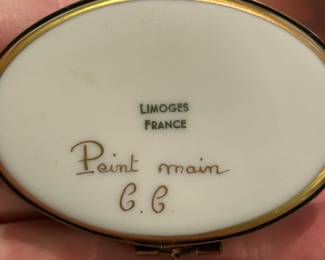 LIMOGES
FRANCE
Peint main
C.C